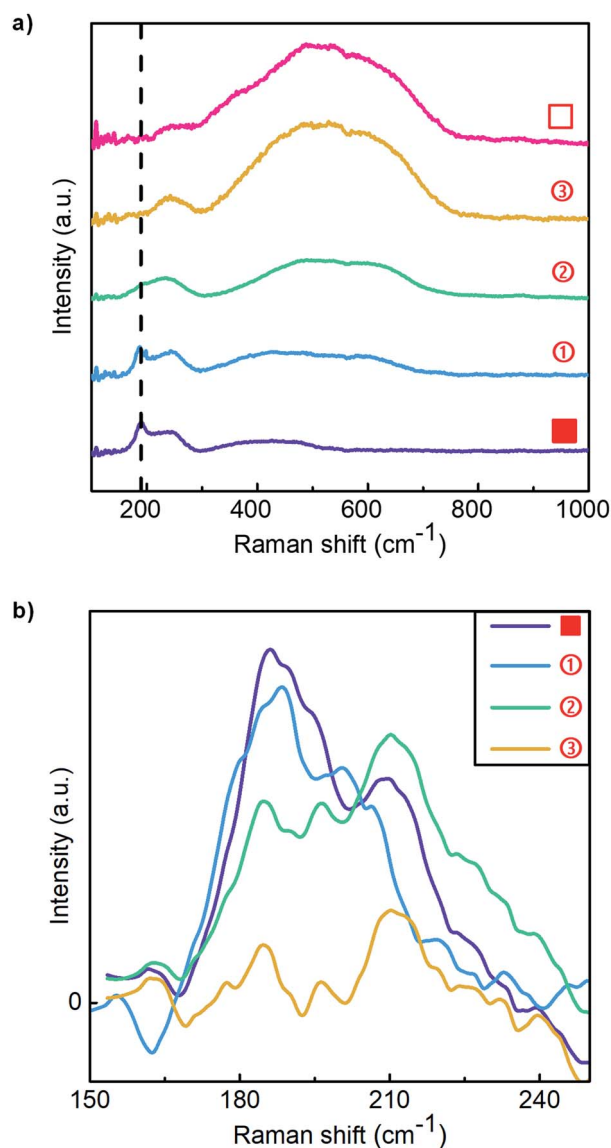 a)
Intensity (a.u.)
③
②
①
200 400 600 800 1000
Raman shift (cm⁻¹)
b)
Intensity (a.u.)
①
②
③
0
150 180 210 240
Raman shift (cm⁻¹)